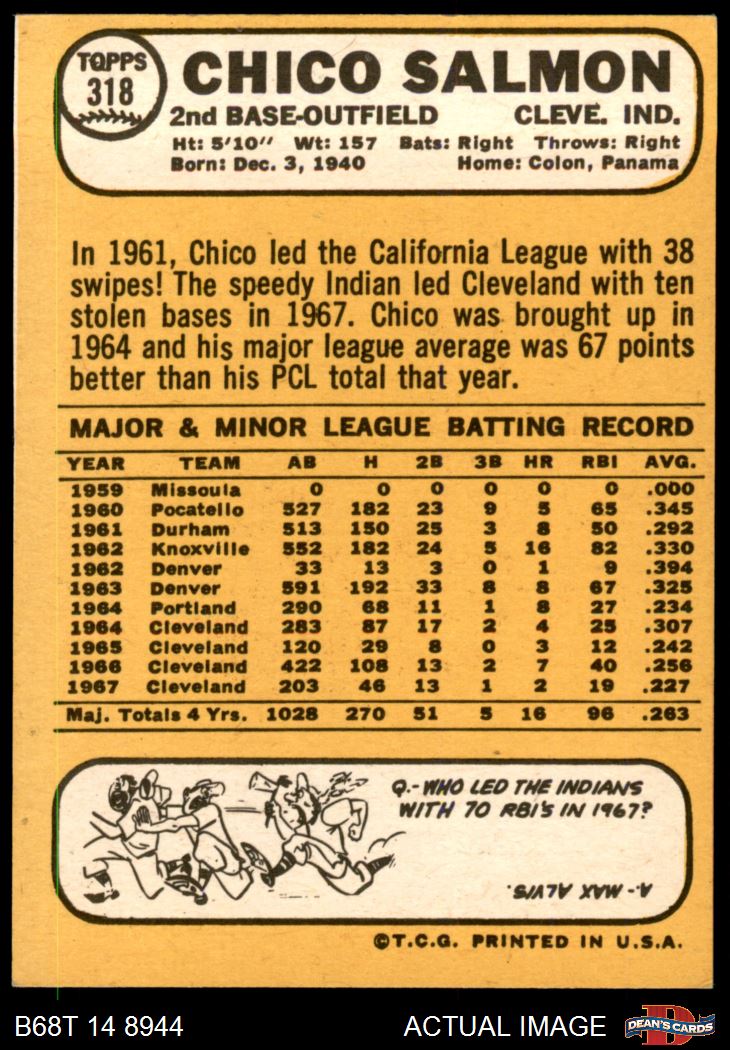 TOPPS
318
CHICO SALMON
2nd BASE-OUTFIELD CLEVE. IND.
Ht: 5'10" Wt: 157 Bats: Right Throws: Right
Born: Dec. 3, 1940 Home: Colon, Panama
In 1961, Chico led the California League with 38
swipes! The speedy Indian led Cleveland with ten
stolen bases in 1967. Chico was brought up in
1964 and his major league average was 67 points
better than his PCL total that year.
MAJOR & MINOR LEAGUE BATTING RECORD
YEAR TEAM AB H 2B 3B HR RBI AVG.
1959 Missoula 0 0 0 0 0 0 .000
1960 Pocatello 527 182 23 9 5 65 .345
1961 Durham 513 150 25 3 8 50 .292
1962 Knoxville 552 182 24 5 16 82 .330
1962 Denver 33 13 3 0 1 9 .394
1963 Denver 591 192 33 8 8 67 .325
1964 Portland 290 68 11 1 8 27 .234
1964 Cleveland 283 87 17 2 4 25 .307
1965 Cleveland 120 29 8 0 3 12 .242
1966 Cleveland 422 108 13 2 7 40 .256
1967 Cleveland 203 46 13 1 2 19 .227
Maj. Totals 4 Yrs. 1028 270 51 5 16 96 .263
Q.-WHO LED THE INDIANS
WITH 70 RBI'S IN 1967?
A.-MAX ALVIS.
©T.C.G. PRINTED IN U.S.A.
B68T 14 8944 ACTUAL IMAGE
DEAN'S CARDS